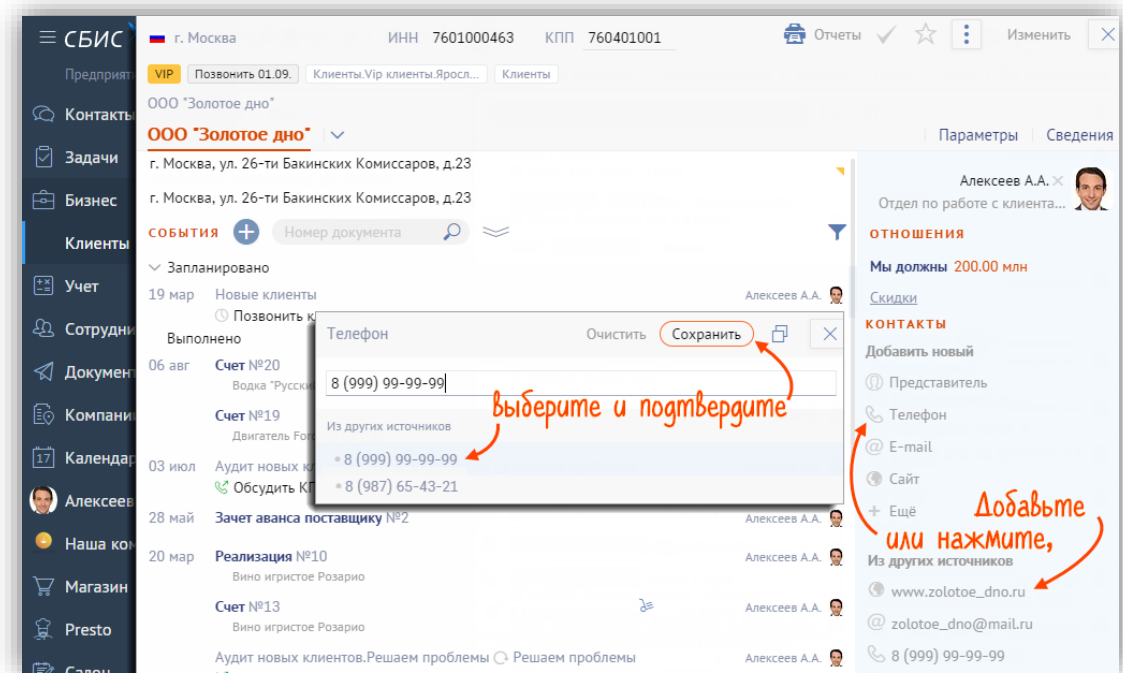 СБИС
г. Москва ИНН 7601000463 КПП 760401001 Отчеты Изменить
Предприят
VIP Позвонить 01.09. Клиенты.Vip клиенты.Яросл... Клиенты
ООО "Золотое дно"
Контакты
ООО "Золотое дно" Параметры Сведения
Задачи
г. Москва, ул. 26-ти Бакинских Комиссаров, д.23
Алексеев А.А.
Отдел по работе с клиента...
Бизнес
г. Москва, ул. 26-ти Бакинских Комиссаров, д.23
СОБЫТИЯ Номер документа
ОТНОШЕНИЯ
Клиенты
Запланировано
Мы должны 200.00 млн
Учет
19 мар Новые клиенты Алексеев А.А.
Скидки
Позвонить к
КОНТАКТЫ
Сотрудни
Выполнено
Телефон Очистить Сохранить
Добавить новый
06 авг Счет №20
Документ
Водка "Русски
8 (999) 99-99-99
Представитель
выберите и подтвердите
Компани
Счет №19
Двигатель Ford
Из других источников
Телефон
E-mail
17 Календар
03 июл Аудит новых кл
8 (999) 99-99-99
Обсудить КП
8 (987) 65-43-21
Сайт
Алексеев
28 май Зачет аванса поставщику №2 Алексеев А.А.
Ещё
Добавьте
или нажмите,
Наша ком
20 мар Реализация №10 Алексеев А.А.
Вино игристое Розарио
Из других источников
Магазин
www.zolotoe_dno.ru
Счет №13 Алексеев А.А.
Вино игристое Розарио
Presto
zolotoe_dno@mail.ru
Аудит новых клиентов.Решаем проблемы Решаем проблемы Алексеев А.А.
8 (999) 99-99-99
Салон